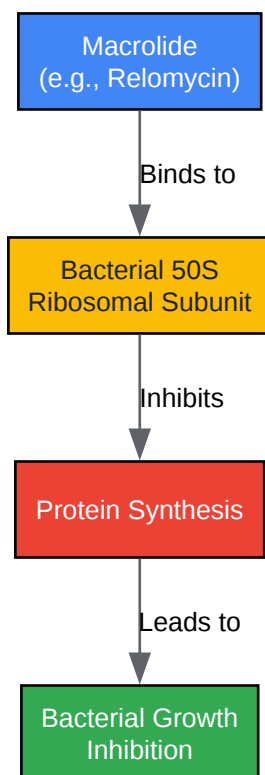 Macrolide
(e.g., Relomycin)
Binds to
Bacterial 50S
Ribosomal Subunit
Inhibits
Protein Synthesis
Leads to
Bacterial Growth
Inhibition